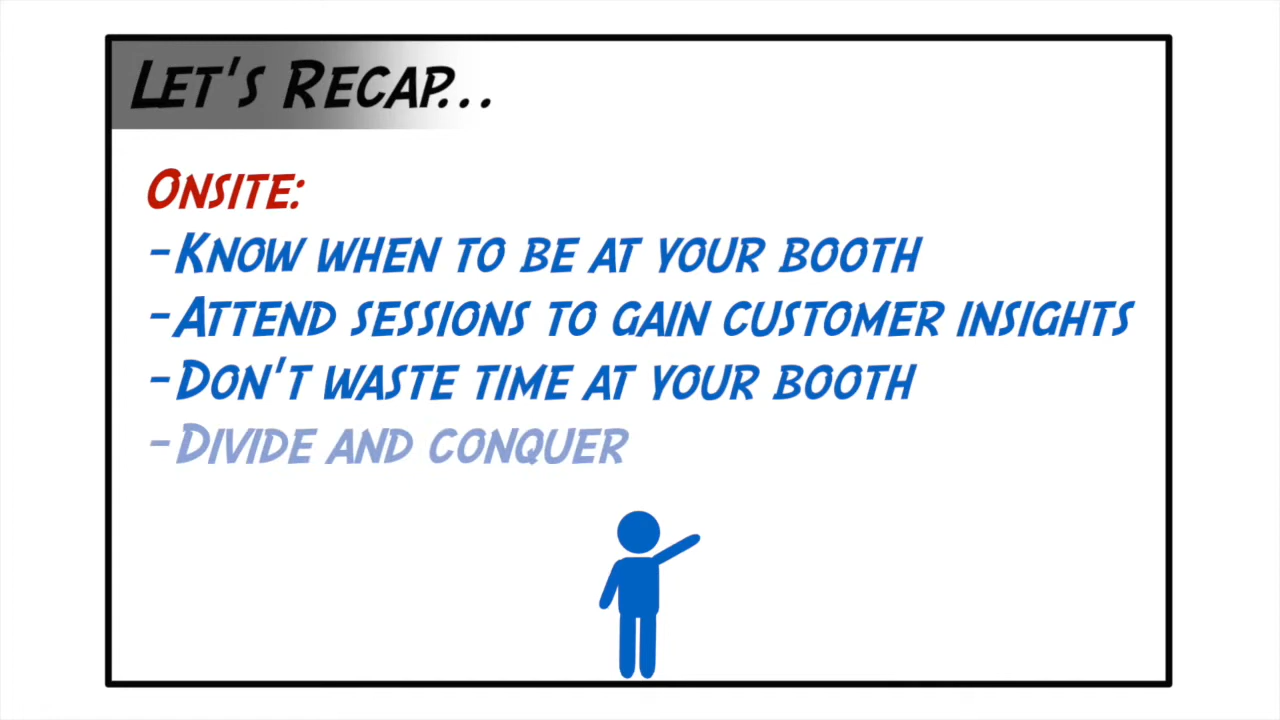 Let's Recap...
Onsite:
-Know when to be at your booth
-Attend sessions to gain customer insights
-Don't waste time at your booth
-Divide and conquer